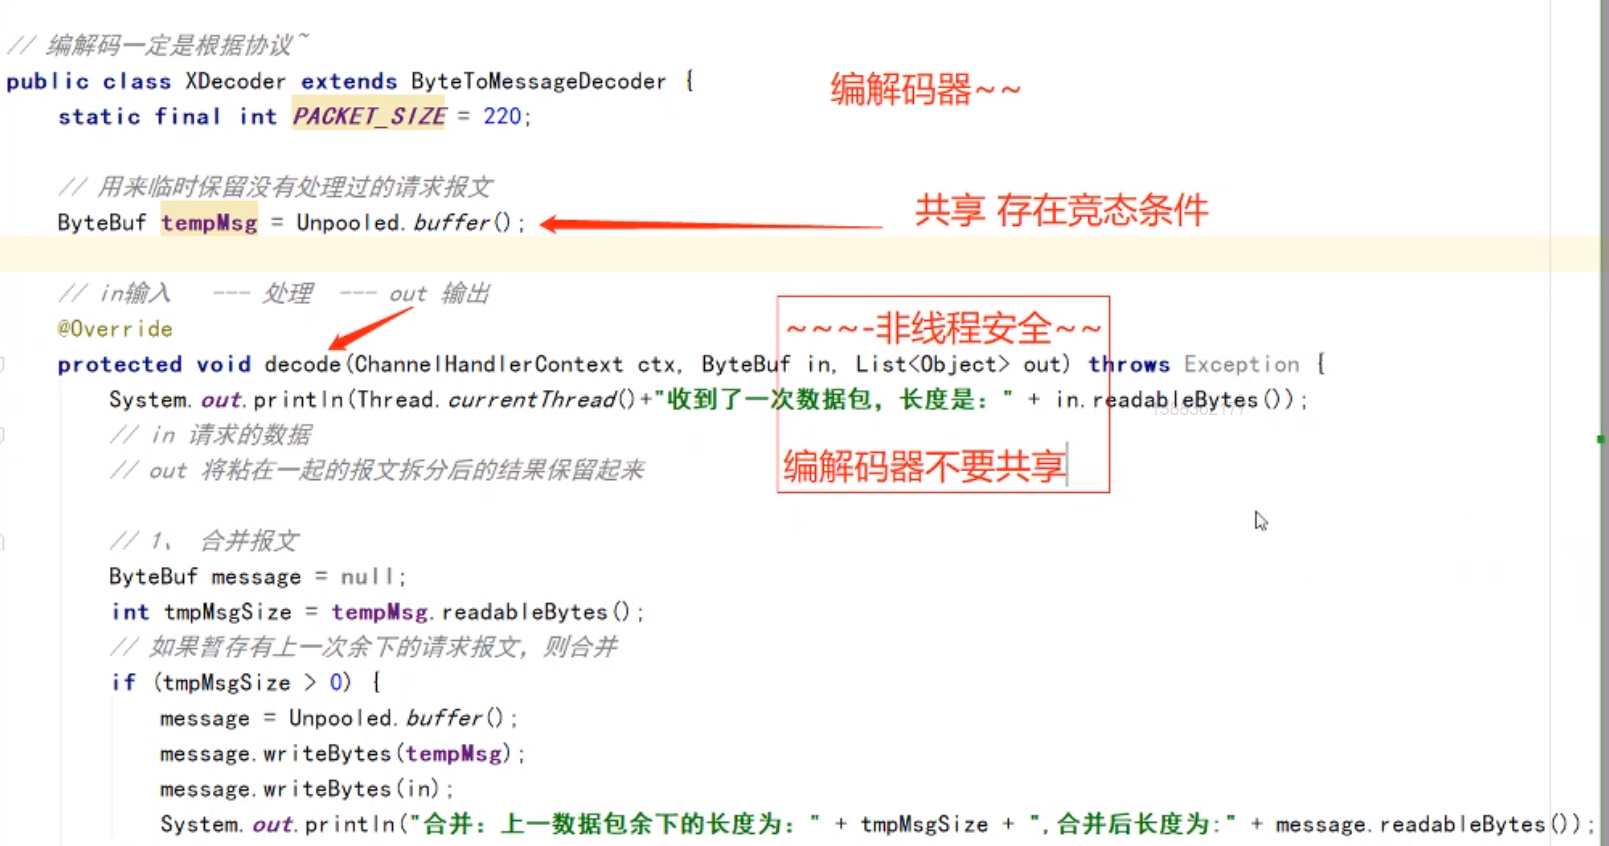 // 编解码一定是根据协议~
public class XDecoder extends ByteToMessageDecoder {
编解码器~~
static final int PACKET_SIZE = 220;
// 用来临时保留没有处理过的请求报文
ByteBuf tempMsg = Unpooled.buffer();
共享 存在竞态条件
// in输入   --- 处理  --- out 输出
@Override
~~~-非线程安全~~
protected void decode(ChannelHandlerContext ctx, ByteBuf in, List<Object> out) throws Exception {
System.out.println(Thread.currentThread()+"收到了一次数据包，长度是：" + in.readableBytes());
// in 请求的数据
// out 将粘在一起的报文拆分后的结果保留起来
编解码器不要共享
// 1、 合并报文
ByteBuf message = null;
int tmpMsgSize = tempMsg.readableBytes();
// 如果暂存有上一次余下的请求报文，则合并
if (tmpMsgSize > 0) {
message = Unpooled.buffer();
message.writeBytes(tempMsg);
message.writeBytes(in);
System.out.println("合并：上一数据包余下的长度为：" + tmpMsgSize + ",合并后长度为:" + message.readableBytes());